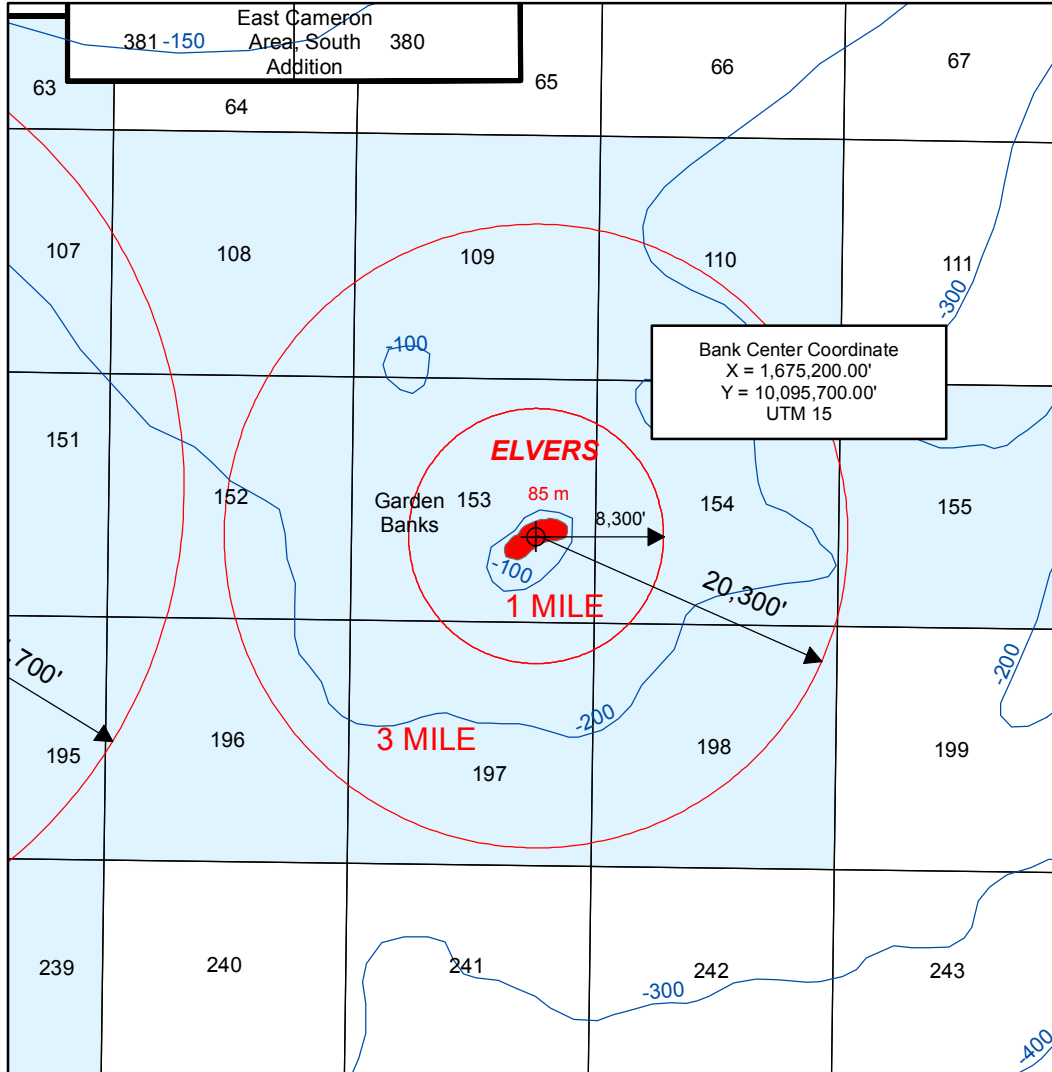 East Cameron
381 -150 Area, South 380
Addition
63
64
65
66
67
107
108
109
110
111
-300
-100
Bank Center Coordinate
X = 1,675,200.00'
Y = 10,095,700.00'
UTM 15
151
152
ELVERS
Garden
Banks
153
85 m
8,300'
154
155
-100
1 MILE
20,300'
,700'
-200
-200
3 MILE
195
196
197
198
199
239
240
241
242
243
-300
-400